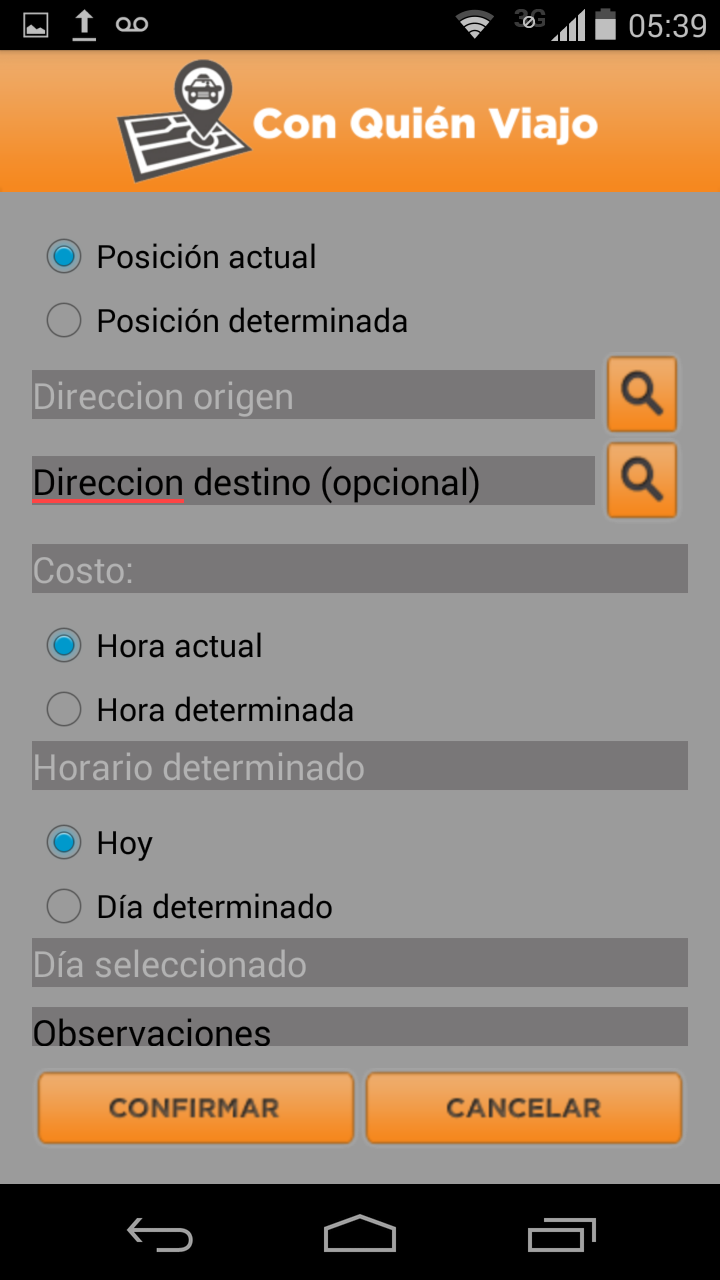 3G 05:39
Con Quién Viajo
Posición actual
Posición determinada
Direccion origen
Direccion destino (opcional)
Costo:
Hora actual
Hora determinada
Horario determinado
Hoy
Día determinado
Día seleccionado
Observaciones
CONFIRMAR CANCELAR